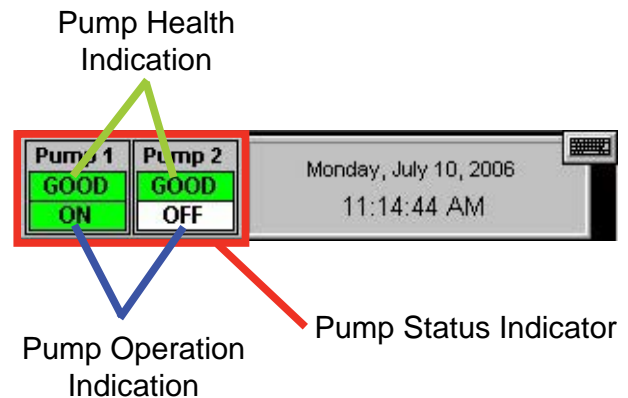 Pump Health
Indication
Pump 1
Pump 2
GOOD
GOOD
ON
OFF
Monday, July 10, 2006
11:14:44 AM
Pump Status Indicator
Pump Operation
Indication